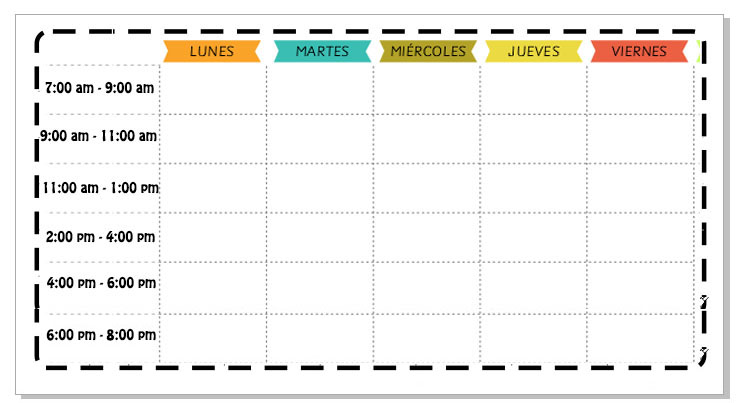 LUNES MARTES MIÉRCOLES JUEVES VIERNES
7:00 am - 9:00 am
9:00 am - 11:00 am
11:00 am - 1:00 pm
2:00 pm - 4:00 pm
4:00 pm - 6:00 pm
6:00 pm - 8:00 pm